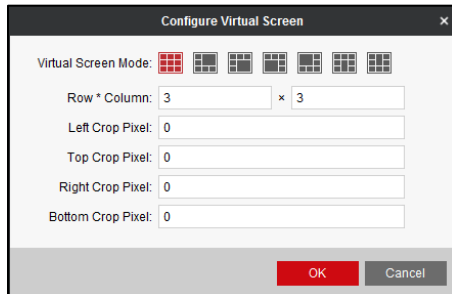 Configure Virtual Screen ×
Virtual Screen Mode:
Row * Column: 3 × 3
Left Crop Pixel: 0
Top Crop Pixel: 0
Right Crop Pixel: 0
Bottom Crop Pixel: 0
OK Cancel